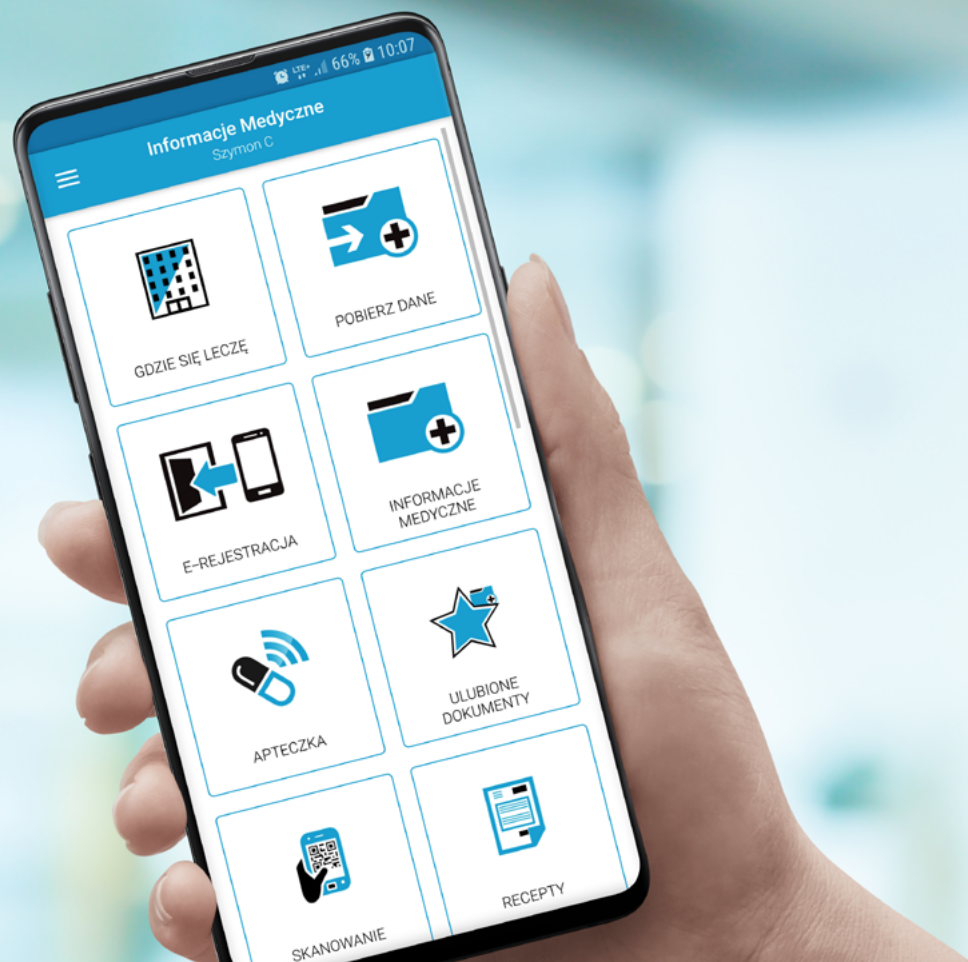 LTE+ 66% 10:07
Informacje Medyczne
Szymon C
GDZIE SIĘ LECZĘ
POBIERZ DANE
E-REJESTRACJA
INFORMACJE
MEDYCZNE
APTECZKA
ULUBIONE
DOKUMENTY
SKANOWANIE
RECEPTY